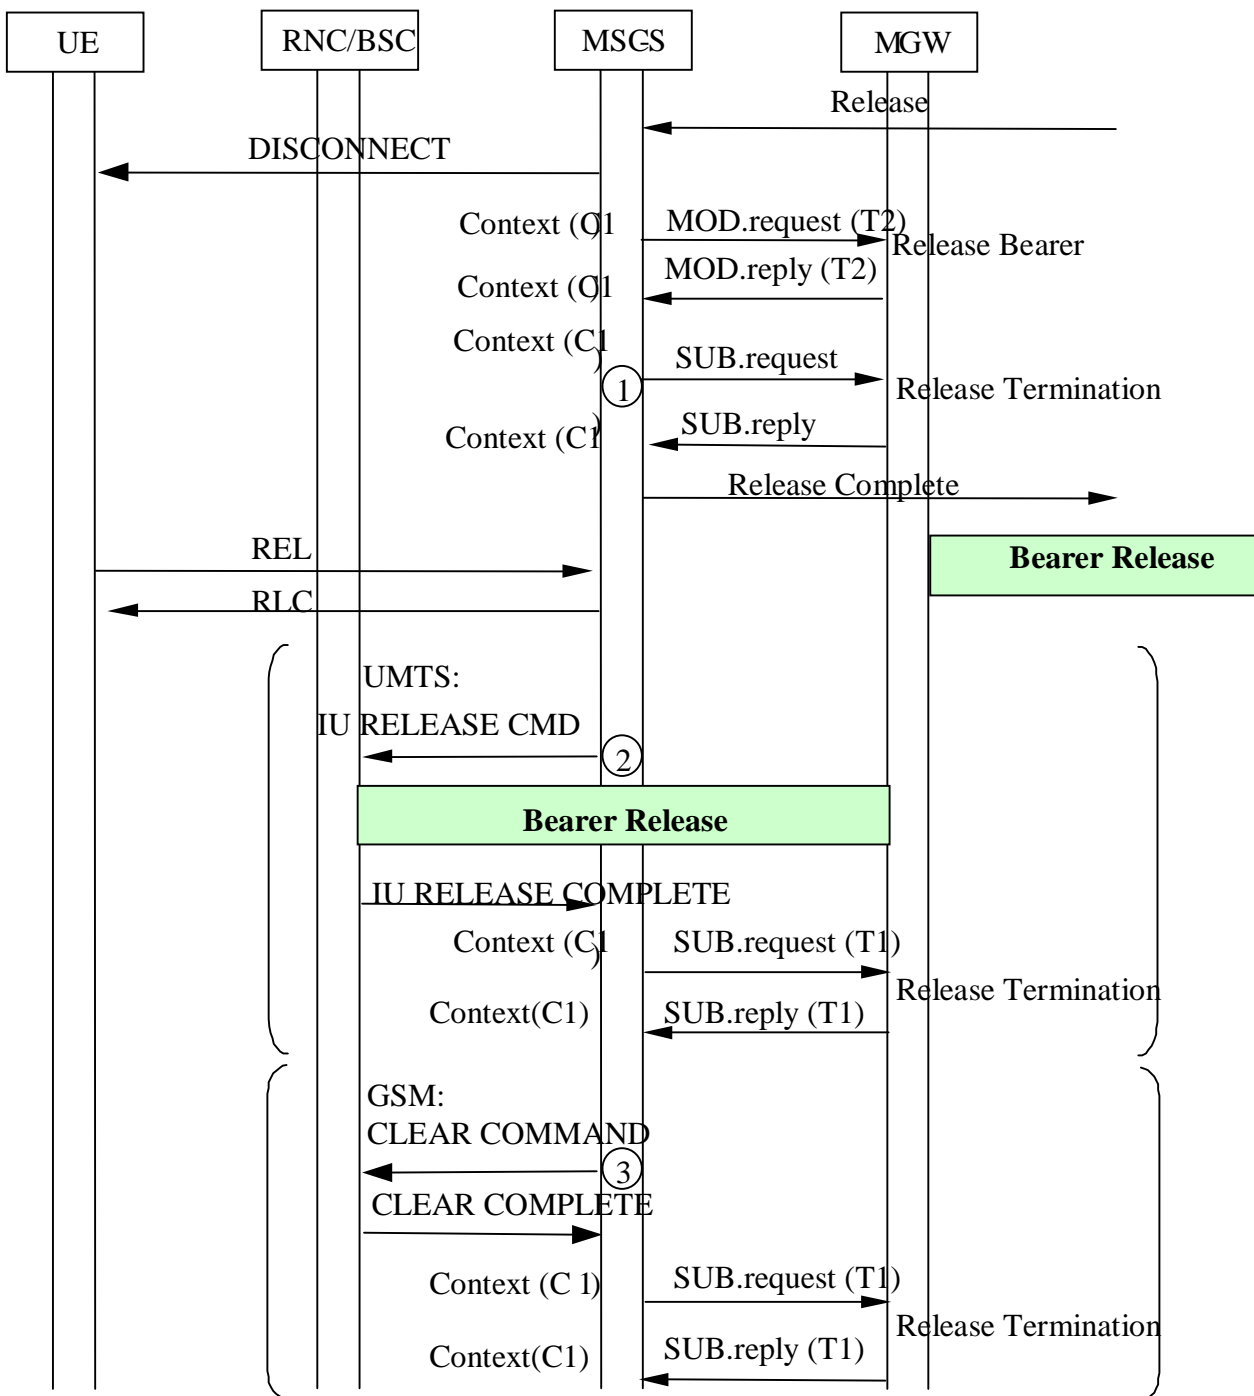 UE
RNC/BSC
MSC-S
MGW
Release
DISCONNECT
Context (C1)
MOD.request (T2)
Release Bearer
Context (C1)
MOD.reply (T2)
Context (C1)
SUB.request
1
Release Termination
Context (C1)
SUB.reply
Release Complete
REL
Bearer Release
RLC
UMTS:
IU RELEASE CMD
2
Bearer Release
IU RELEASE COMPLETE
Context (C1)
SUB.request (T1)
Release Termination
Context(C1)
SUB.reply (T1)
GSM:
CLEAR COMMAND
3
CLEAR COMPLETE
Context (C 1)
SUB.request (T1)
Release Termination
Context(C1)
SUB.reply (T1)